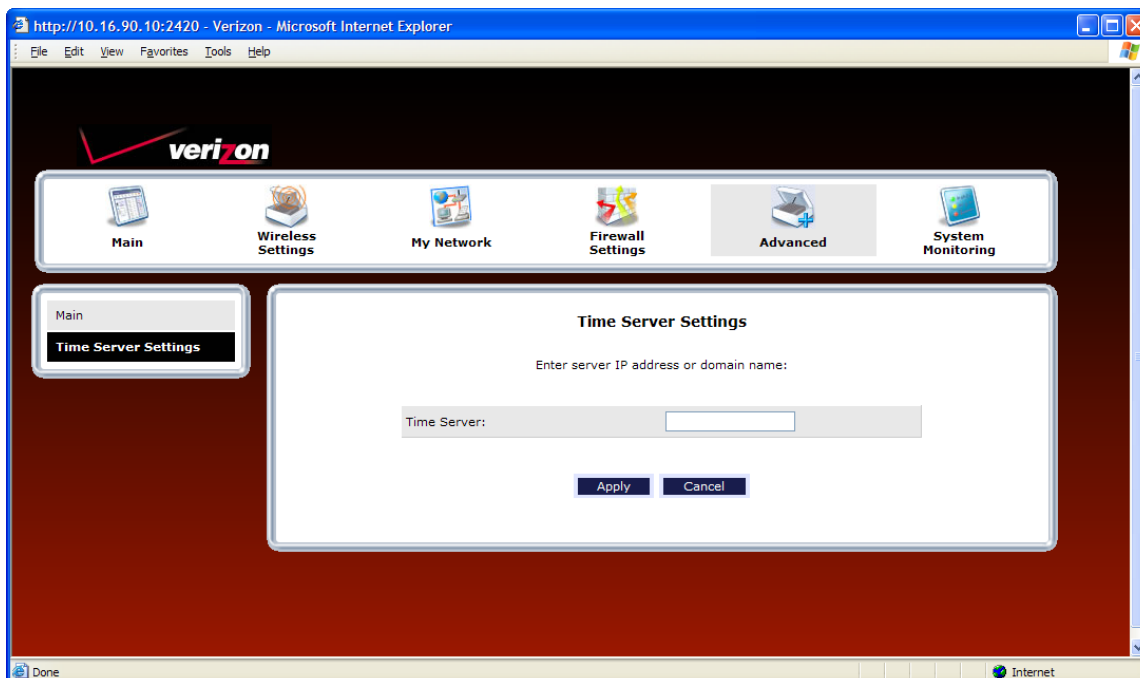 http://10.16.90.10:2420 - Verizon - Microsoft Internet Explorer
File Edit View Favorites Tools Help
verizon
Main
Wireless
Settings
My Network
Firewall
Settings
Advanced
System
Monitoring
Main
Time Server Settings
Time Server Settings
Enter server IP address or domain name:
Time Server:
Apply Cancel
Done Internet